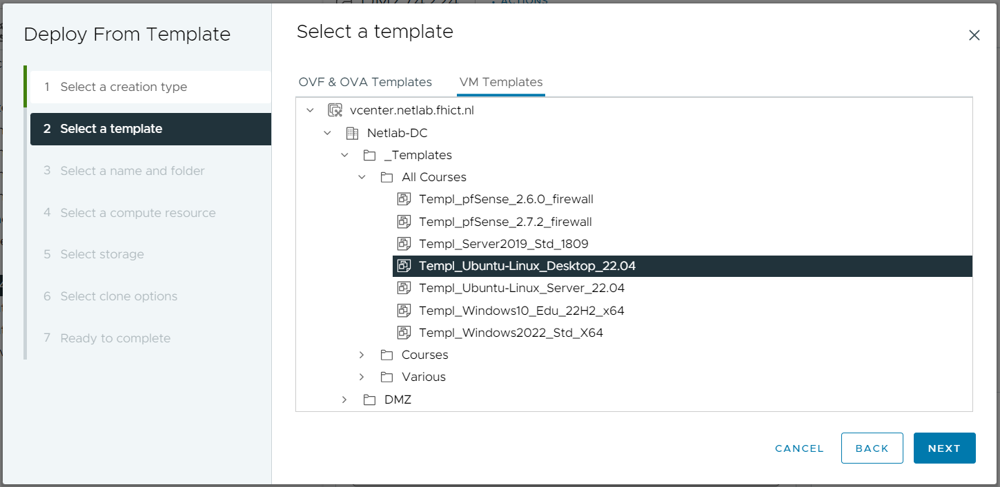 Deploy From Template
1 Select a creation type
2 Select a template
3 Select a name and folder
4 Select a compute resource
5 Select storage
6 Select clone options
7 Ready to complete
Select a template
OVF & OVA Templates VM Templates
vcenter.netlab.fhict.nl
Netlab-DC
_Templates
All Courses
Templ_pfSense_2.6.0_firewall
Templ_pfSense_2.7.2_firewall
Templ_Server2019_Std_1809
Templ_Ubuntu-Linux_Desktop_22.04
Templ_Ubuntu-Linux_Server_22.04
Templ_Windows10_Edu_22H2_x64
Templ_Windows2022_Std_X64
Courses
Various
DMZ
CANCEL BACK NEXT